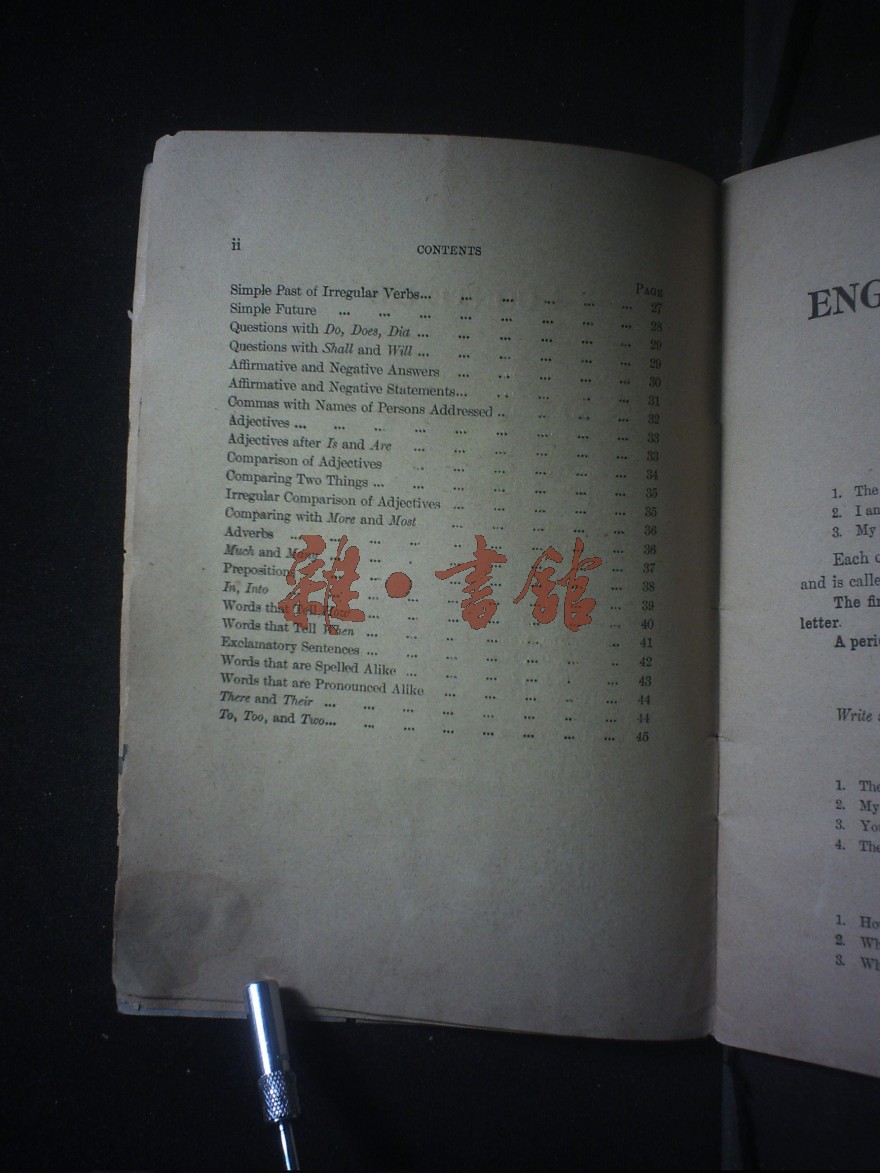 ii
CONTENTS
PAGE
Simple Past of Irregular Verbs... ... ... ... ... ... 27
Simple Future ... ... ... ... ... ... ... ... 28
Questions with Do, Does, Did ... ... ... ... ... ... 29
Questions with Shall and Will ... ... ... ... ... ... 29
Affirmative and Negative Answers ... ... ... ... ... 30
Affirmative and Negative Statements... ... ... ... ... 31
Commas with Names of Persons Addressed ... ... ... ... 32
Adjectives ... ... ... ... ... ... ... ... ... 33
Adjectives after Is and Are ... ... ... ... ... ... 33
Comparison of Adjectives ... ... ... ... ... ... 34
Comparing Two Things ... ... ... ... ... ... ... 35
Irregular Comparison of Adjectives ... ... ... ... ... 35
Comparing with More and Most ... ... ... ... ... 36
Adverbs ... ... ... ... ... ... ... ... ... 36
Much and Many ... ... ... ... ... ... ... ... 37
Prepositions ... ... ... ... ... ... ... ... 38
In, Into ... ... ... ... ... ... ... ... ... 39
Words that Tell How ... ... ... ... ... ... ... 40
Words that Tell When ... ... ... ... ... ... ... 41
Exclamatory Sentences ... ... ... ... ... ... ... 42
Words that are Spelled Alike ... ... ... ... ... ... 43
Words that are Pronounced Alike ... ... ... ... ... 44
There and Their ... ... ... ... ... ... ... ... 44
To, Too, and Two... ... ... ... ... ... ... ... 45
雜·書館
ENG
1. The
2. I am
3. My
Each
and is calle
The fir
letter.
A peri
Write
1. The
2. My
3. You
4. The
1. How
2. Wh
3. Wh